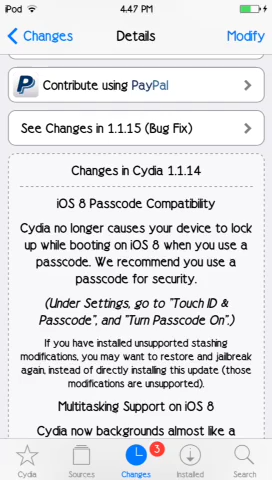 iPod 4:47 PM
Changes Details Modify
Contribute using PayPal
See Changes in 1.1.15 (Bug Fix)
Changes in Cydia 1.1.14
iOS 8 Passcode Compatibility
Cydia no longer causes your device to lock
up while booting on iOS 8 when you use a
passcode. We recommend you use a
passcode for security.
(Under Settings, go to "Touch ID &
Passcode", and "Turn Passcode On".)
If you have installed unsupported stashing
modifications, you may want to restore and jailbreak
again, instead of directly installing this update (those
modifications are unsupported).
Multitasking Support on iOS 8
Cydia now backgrounds almost like a
3
Cydia Sources Changes Installed Search